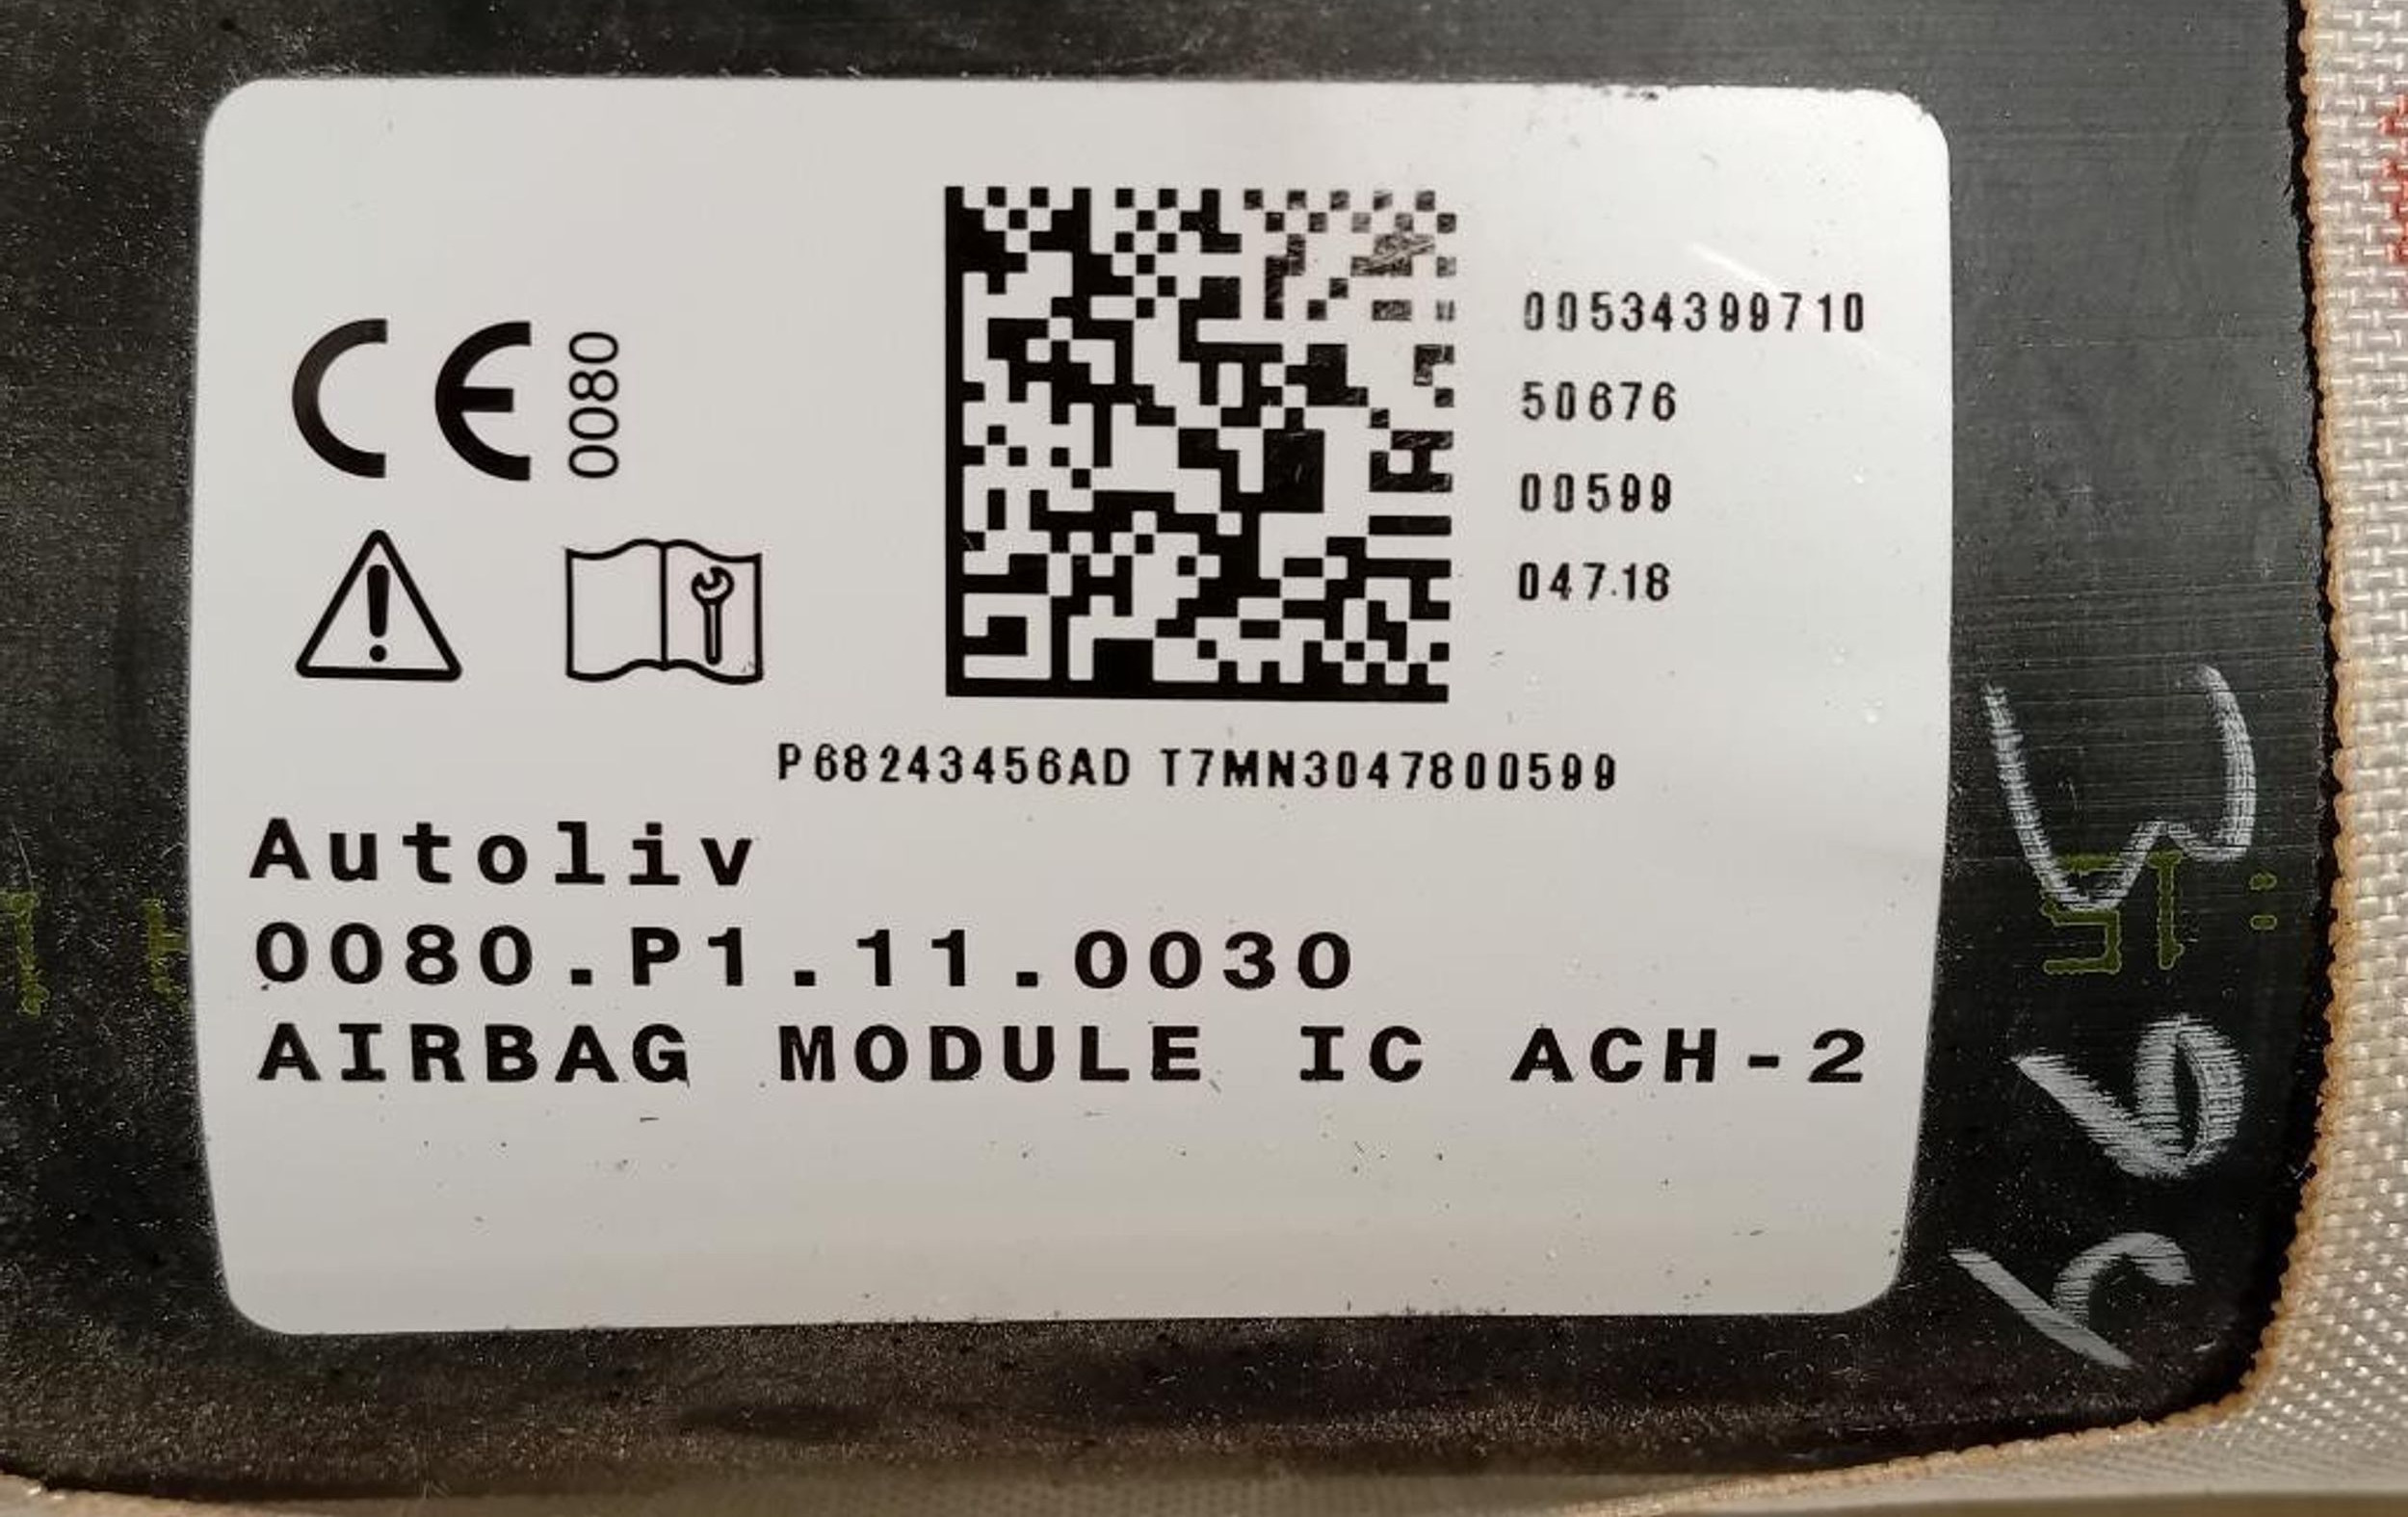 CE 0080
00534399710
50676
00599
047.18
P68243456AD T7MN3047800599
Autoliv
0080.P1.11.0030
AIRBAG MODULE IC ACH-2
15: